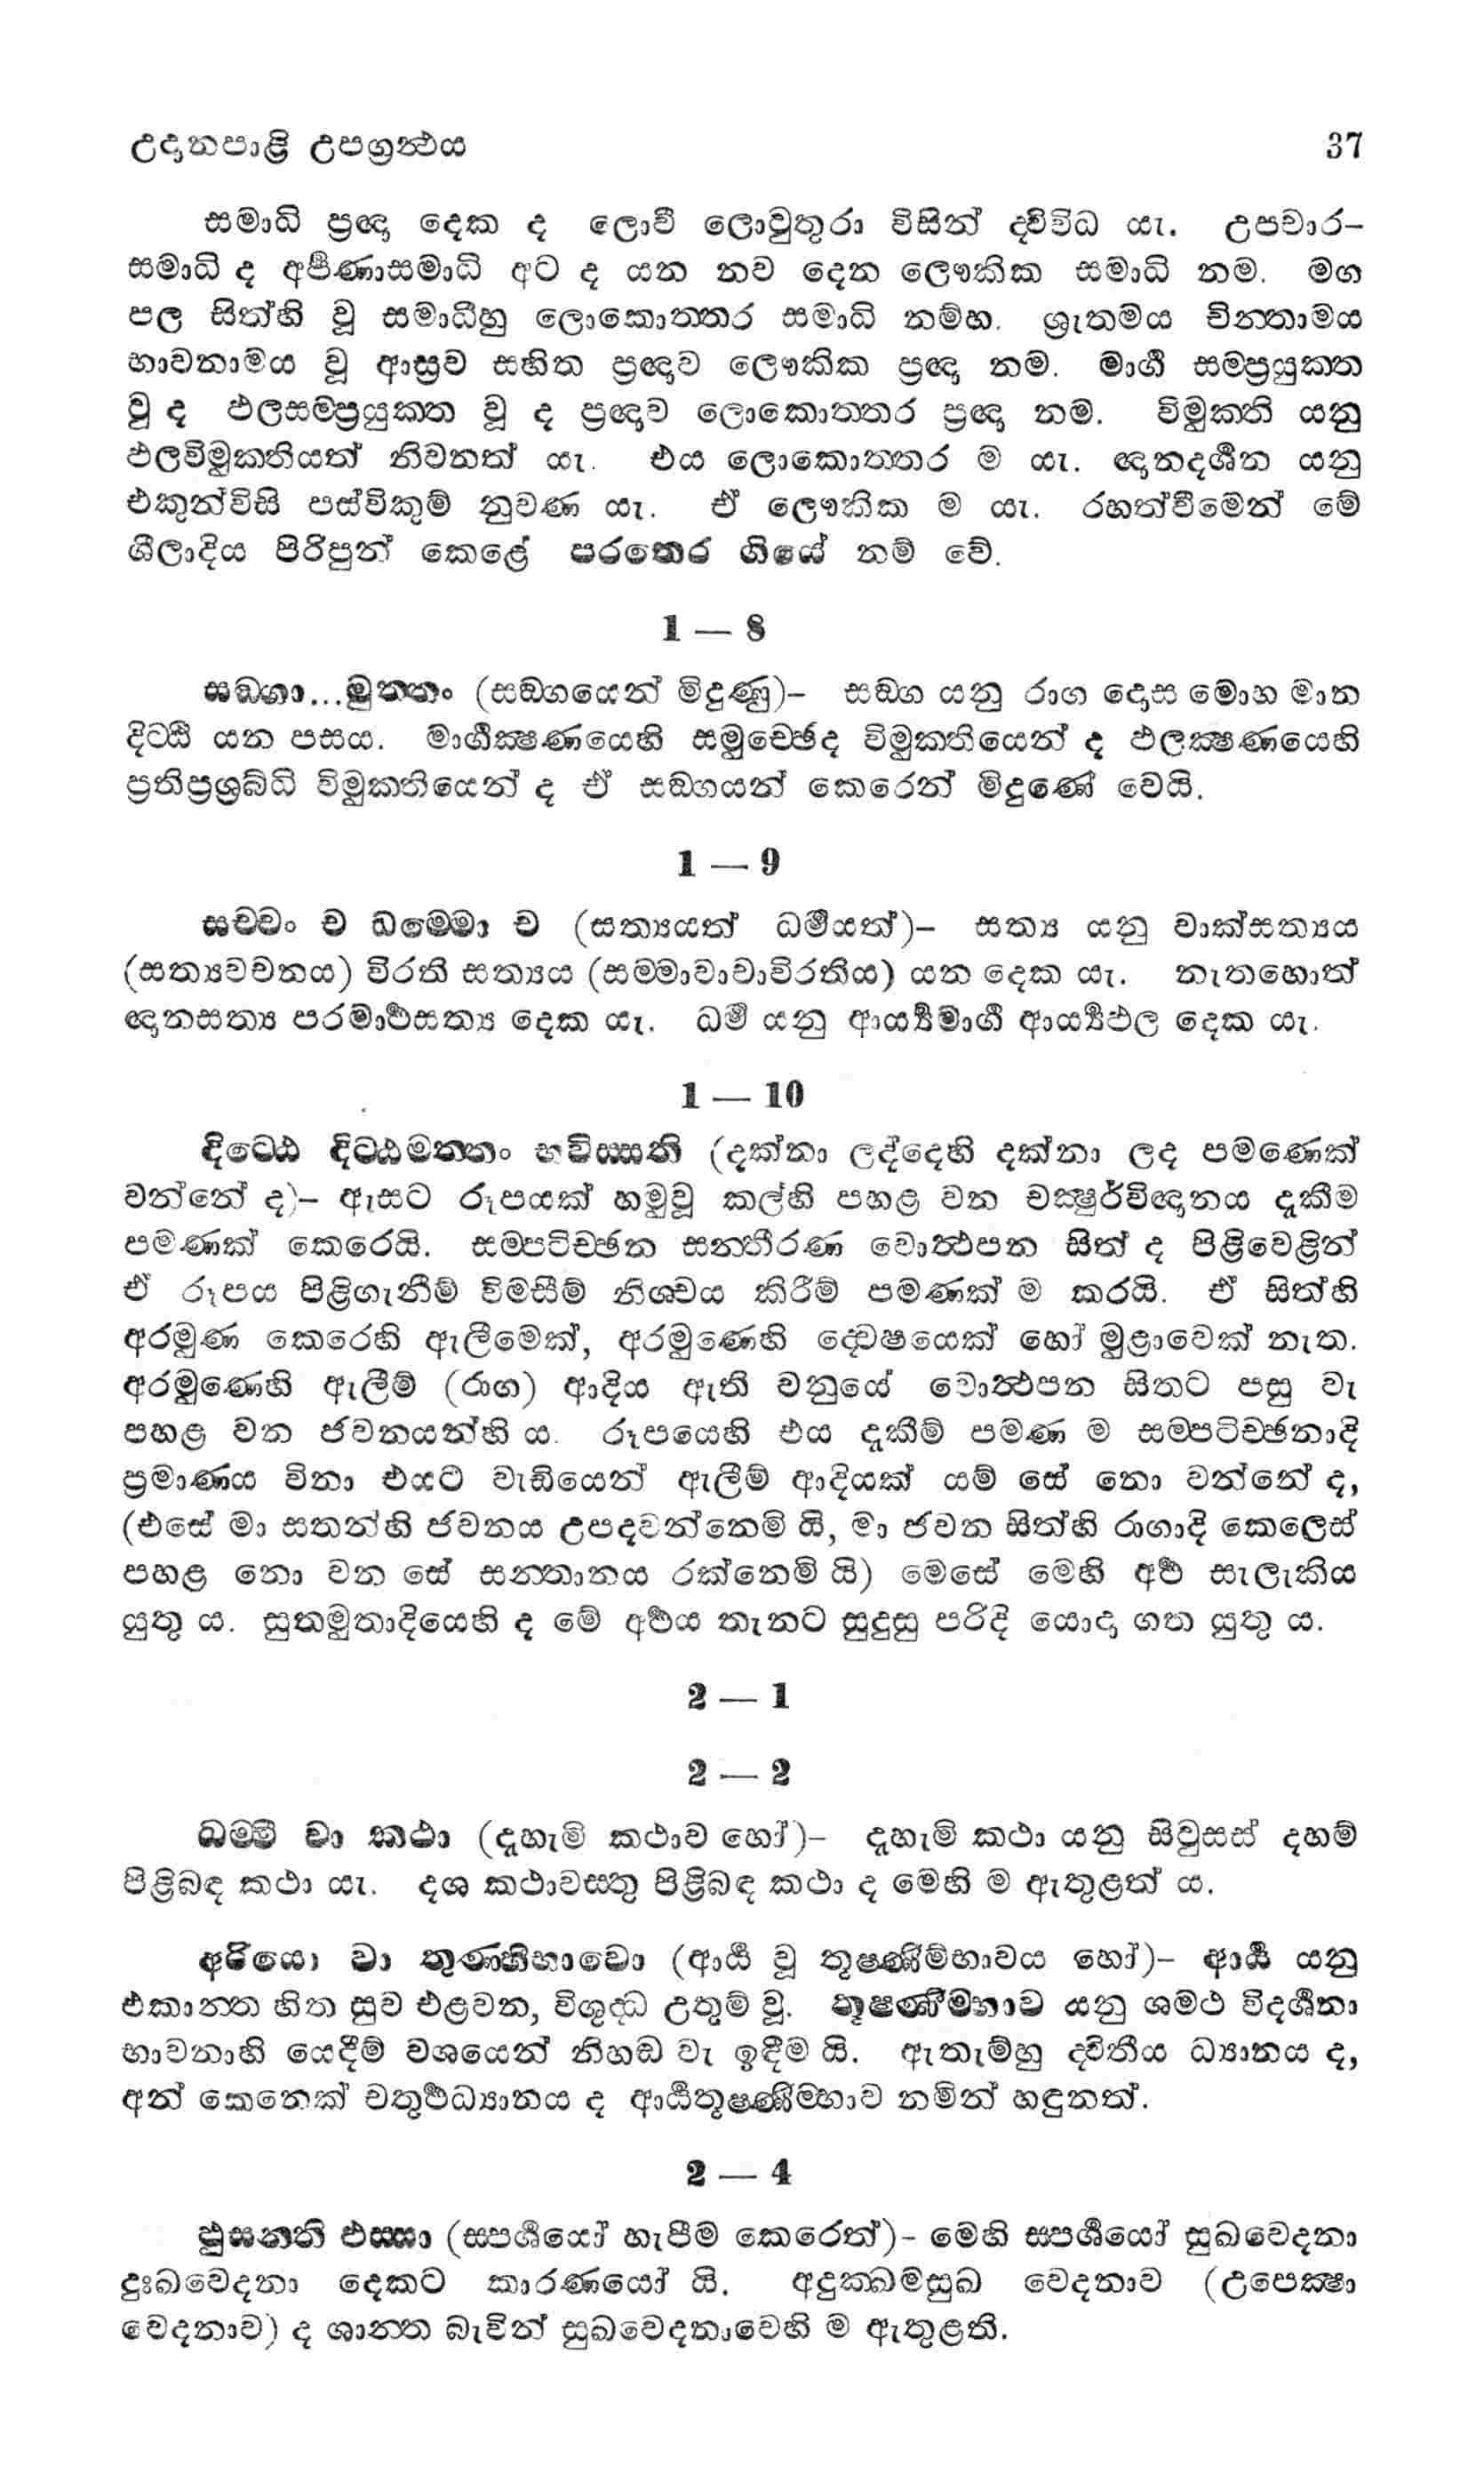 උදානපාළි උපග්‍රන්‍ථය 37
සමාධි ප්‍රඥා දෙක ද ලොවී ලොවුතුරා විසින් ද්විවිධ යැ. උපචාර-
සමාධි ද අර්‍පණාසමාධි අට ද යන නව දෙන ලෞකික සමාධි නම. මග
පල සිත්හි වූ සමාධීහු ලොකොත්තර සමාධි නම්හ. ශ්‍රැතමය චින්තාමය
භාවනාමය වූ ආස්‍රව සහිත ප්‍රඥාව ලෞකික ප්‍රඥා නම. මාර්‍ග සම්ප්‍රයුක්ත
වූ ද ඵලසම්ප්‍රයුක්ත වූ ද ප්‍රඥාව ලොකොත්තර ප්‍රඥා නම. විමුක්ති යනු
ඵලවිමුක්තියත් නිවනත් යැ. එය ලොකොත්තර ම යැ. ඥානදර්‍ශන යනු
එකුන්විසි පස්විකුම් නුවණ යැ. ඒ ලෞකික ම යැ. රහත්වීමෙන් මේ
ශීලාදිය පිරිපුන් කෙළේ පරතෙර ගියේ නම් වේ.
1 — 8
සඞ්ගා...මුත්තං (සඞ්ගයෙන් මිදුණු)- සඞ්ග යනු රාග දොස මොහ මාන
දිට්ඨි යන පසය. මාර්‍ගක්‍ෂණයෙහි සමුච්ඡෙද විමුක්තියෙන් ද ඵලක්‍ෂණයෙහි
ප්‍රතිප්‍රශ්‍රබ්ධි විමුක්තියෙන් ද ඒ සඞ්ගයන් කෙරෙන් මිදුණේ වෙයි.
1 — 9
සච්චං ච ධම්මො ච (සත්‍යයත් ධර්‍මයත්)- සත්‍ය යනු වාක්සත්‍යය
(සත්‍යවචනය) විරති සත්‍යය (සම්මාවාචාවිරතිය) යන දෙක යැ. නැතහොත්
ඥානසත්‍ය පරමාර්‍ථසත්‍ය දෙක යැ. ධර්‍ම යනු ආර්‍ය්‍යමාර්‍ග ආර්‍ය්‍යඵල දෙක යැ.
1 — 10
දිට්ඨෙ දිට්ඨමත්තං භවිස්සති (දක්නා ලද්දෙහි දක්නා ලද පමණෙක්
වන්නේ ද)- ඇසට රූපයක් හමුවූ කල්හි පහළ වන චක්‍ෂුර්විඥානය දැකීම
පමණක් කෙරෙයි. සම්පටිච්ඡන සන්තීරණ වොත්‍ථපන සිත් ද පිළිවෙළින්
ඒ රූපය පිළිගැනීම් විමසීම් නිශ්චය කිරීම් පමණක් ම කරයි. ඒ සිත්හි
අරමුණ කෙරෙහි ඇලීමෙක්, අරමුණෙහි ද්වෙෂයෙක් හෝ මුළාවෙක් නැත.
අරමුණෙහි ඇලීම් (රාග) ආදිය ඇති වනුයේ වොත්‍ථපන සිතට පසු වැ
පහළ වන ජවනයන්හි ය. රූපයෙහි එය දැකීම් පමණ ම සම්පටිච්ඡනාදි
ප්‍රමාණය විනා එයට වැඩියෙන් ඇලීම් ආදියක් යම් සේ නො වන්නේ ද,
(එසේ මා සතන්හි ජවනය උපදවන්නෙමි යි, මා ජවන සිත්හි රාගාදි කෙලෙස්
පහළ නො වන සේ සන්තානය රක්නෙමි යි) මෙසේ මෙහි අර්‍ථ සැලැකිය
යුතු ය. සුතමුතාදියෙහි ද මේ අර්‍ථය තැනට සුදුසු පරිදි යොදා ගත යුතු ය.
2 — 1
2 — 2
ධම්මී වා කථා (දැහැමි කථාව හෝ)- දැහැමි කථා යනු සිවුසස් දහම්
පිළිබඳ කථා යැ. දශ කථාවස්තු පිළිබඳ කථා ද මෙහි ම ඇතුළත් ය.
අරියො වා තුණ්හීභාවො (ආර්‍ය වූ තූෂ්ණීම්භාවය හෝ)- ආර්‍ය යනු
එකාන්ත හිත සුව එළවන, විශුද්ධ උතුම් වූ. තූෂ්ණීම්භාව යනු ශමථ විදර්‍ශනා
භාවනාහි යෙදීම් වශයෙන් නිහඬ වැ ඉඳීම යි. ඇතැම්හු ද්විතීය ධ්‍යානය ද,
අන් කෙනෙක් චතුර්‍ථධ්‍යානය ද ආර්‍යතූෂ්ණීම්භාව නමින් හඳුනත්.
2 — 4
ඵුසන්ති ඵස්සා (ස්පර්‍ශයෝ හැපීම් කෙරෙත්)- මෙහි ස්පර්‍ශයෝ සුඛවෙදනා
දුඃඛවෙදනා දෙකට කාරණයෝ යි. අදුක්ඛමසුඛ වෙදනාව (උපෙක්‍ෂා
වෙදනාව) ද ශාන්ත බැවින් සුඛවෙදනාවෙහි ම ඇතුළති.